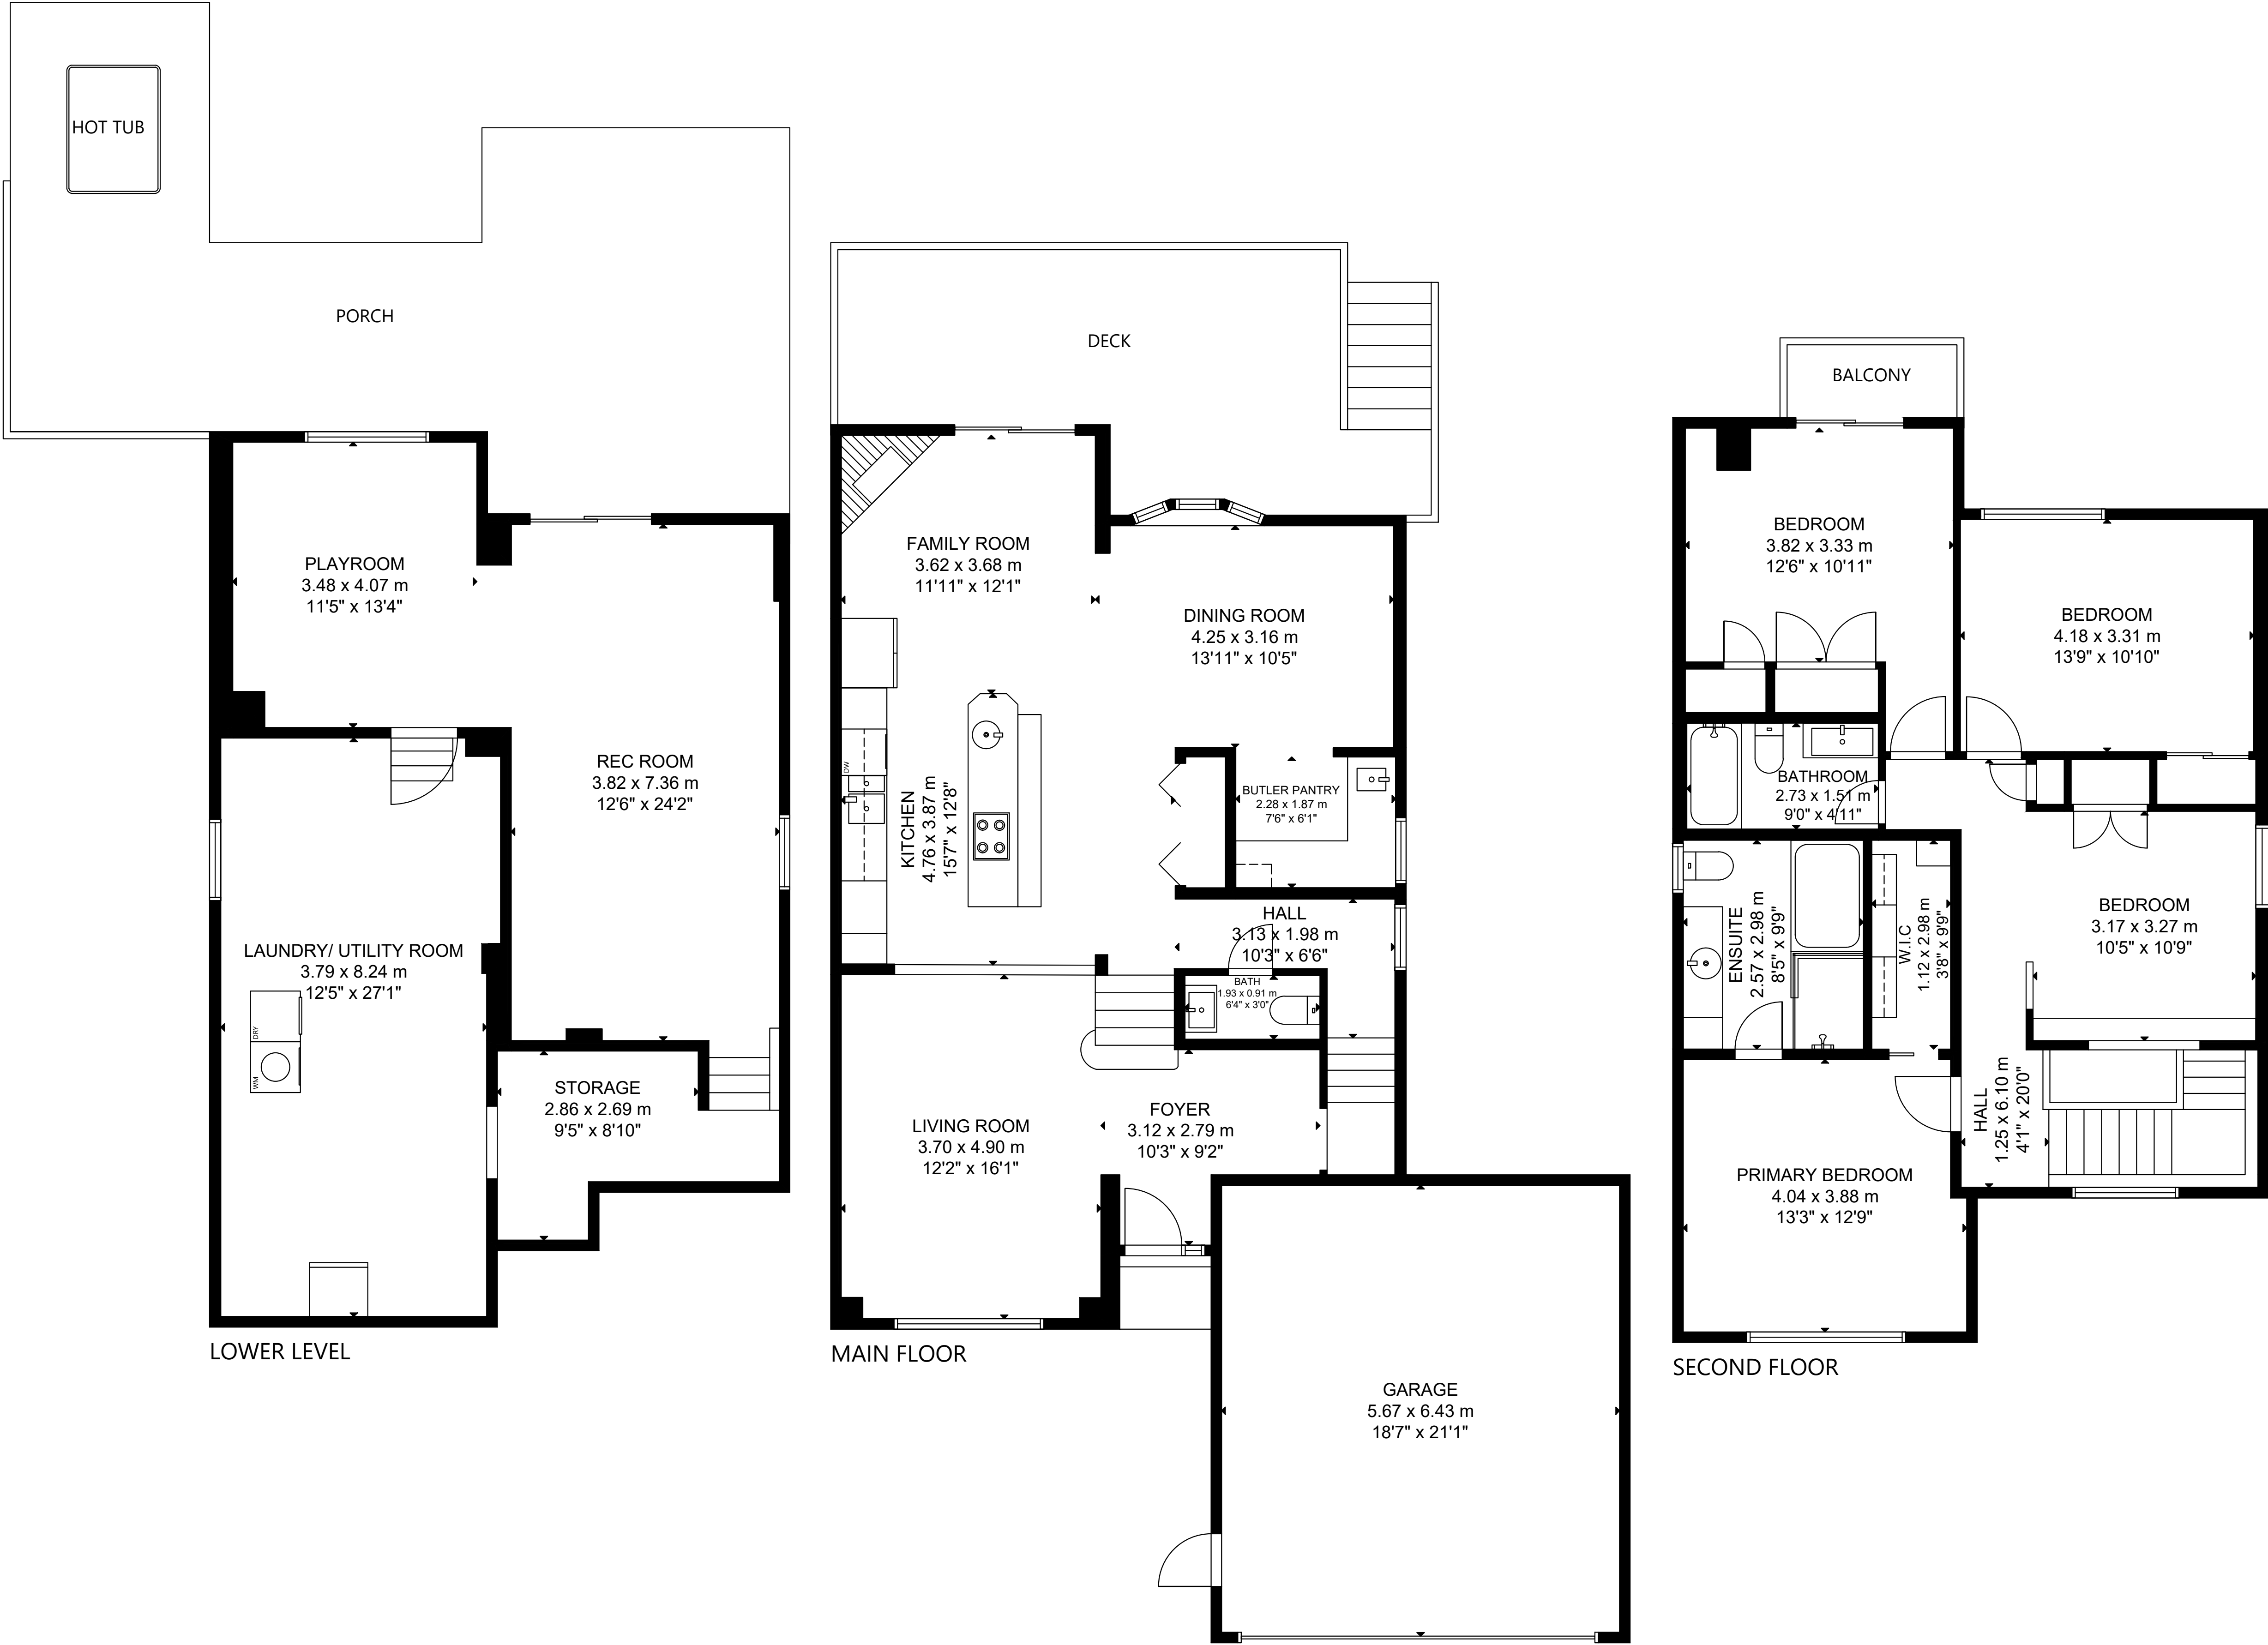 HOT TUB
PORCH
PLAYROOM
3.48 x 4.07 m
11'5" x 13'4"
REC ROOM
3.82 x 7.36 m
12'6" x 24'2"
LAUNDRY/ UTILITY ROOM
3.79 x 8.24 m
12'5" x 27'1"
DRY
WM
STORAGE
2.86 x 2.69 m
9'5" x 8'10"
LOWER LEVEL
DECK
FAMILY ROOM
3.62 x 3.68 m
11'11" x 12'1"
DINING ROOM
4.25 x 3.16 m
13'11" x 10'5"
DW
KITCHEN
4.76 x 3.87 m
15'7" x 12'8"
BUTLER PANTRY
2.28 x 1.87 m
7'6" x 6'1"
HALL
3.13 x 1.98 m
10'3" x 6'6"
BATH
1.93 x 0.91 m
6'4" x 3'0"
LIVING ROOM
3.70 x 4.90 m
12'2" x 16'1"
FOYER
3.12 x 2.79 m
10'3" x 9'2"
GARAGE
5.67 x 6.43 m
18'7" x 21'1"
MAIN FLOOR
BALCONY
BEDROOM
3.82 x 3.33 m
12'6" x 10'11"
BEDROOM
4.18 x 3.31 m
13'9" x 10'10"
BATHROOM
2.73 x 1.51 m
9'0" x 4'11"
ENSUITE
2.57 x 2.98 m
8'5" x 9'9"
W.I.C
1.12 x 2.98 m
3'8" x 9'9"
BEDROOM
3.17 x 3.27 m
10'5" x 10'9"
HALL
1.25 x 6.10 m
4'1" x 20'0"
PRIMARY BEDROOM
4.04 x 3.88 m
13'3" x 12'9"
SECOND FLOOR